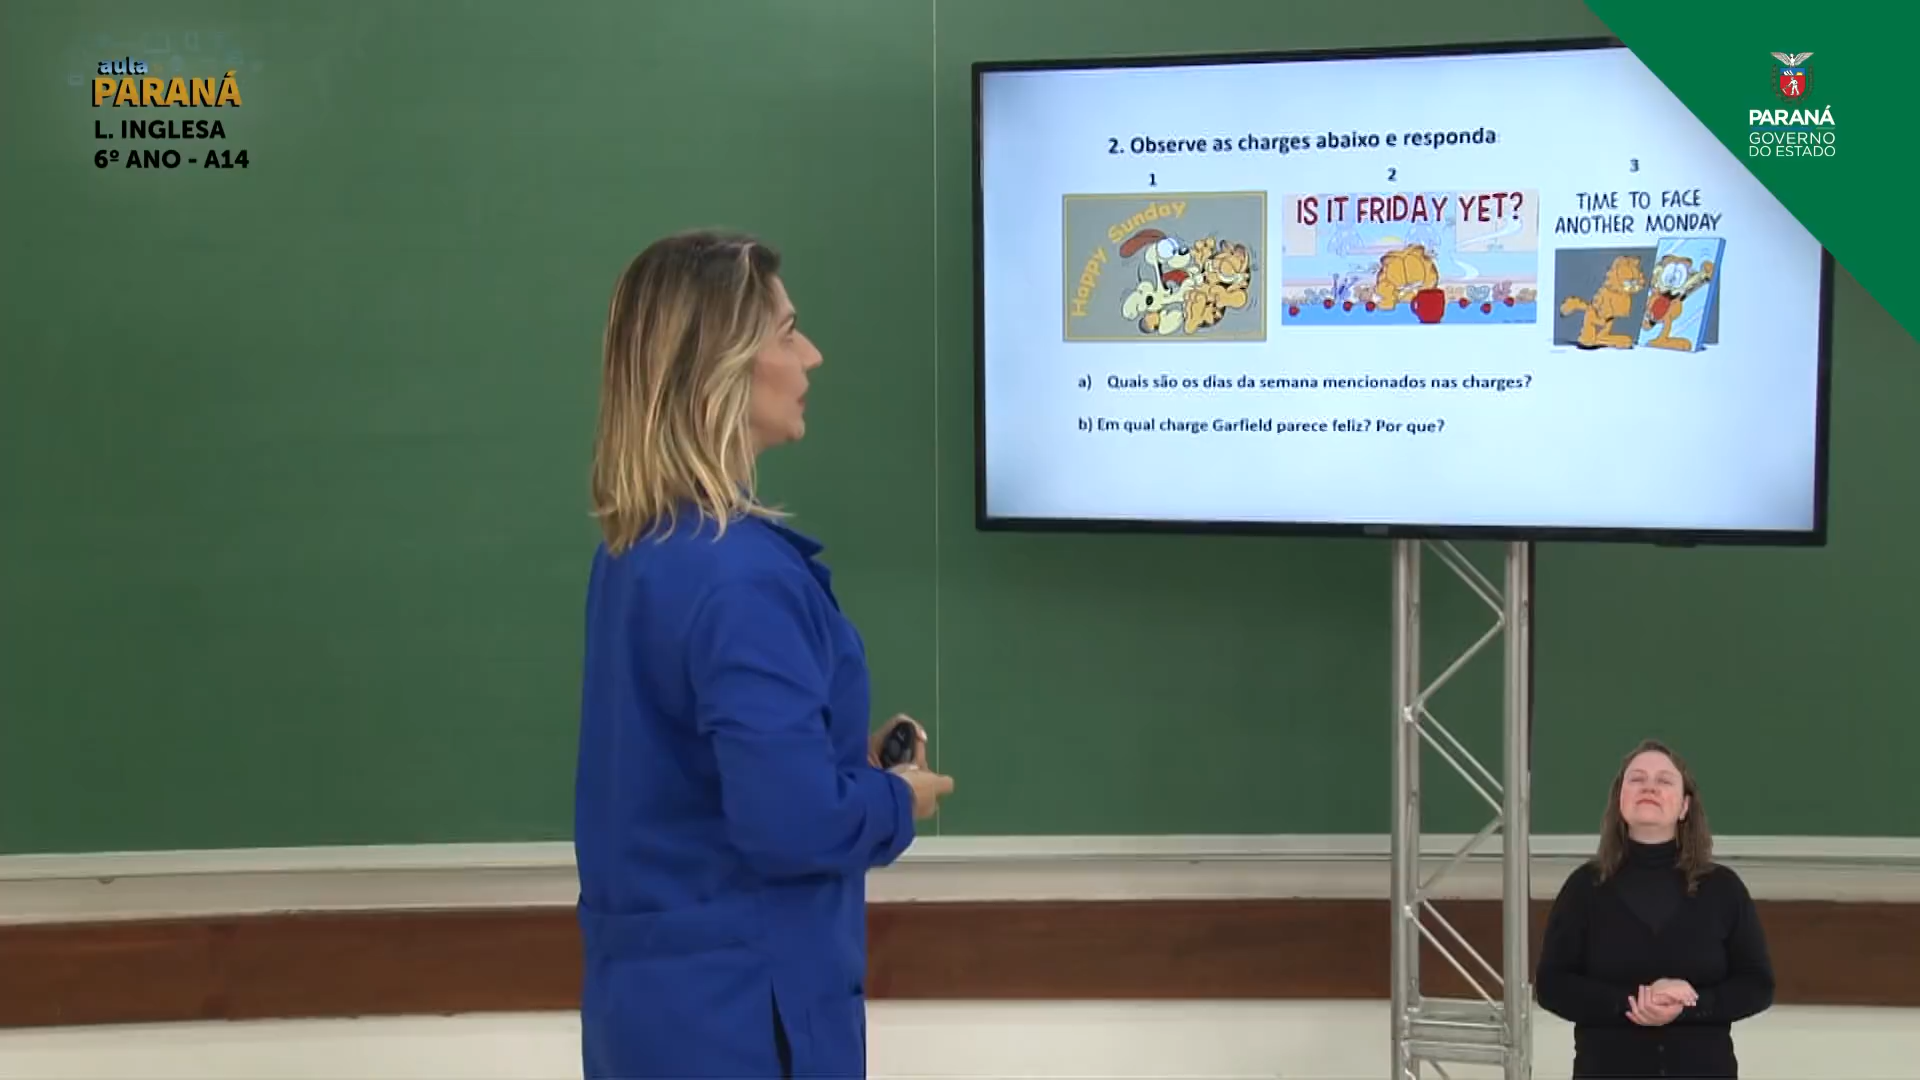 aula
PARANÁ
L. INGLESA
6º ANO - A14
PARANÁ
GOVERNO
DO ESTADO
2. Observe as charges abaixo e responda:
1
2
3
Happy Sunday
IS IT FRIDAY YET?
TIME TO FACE
ANOTHER MONDAY
a) Quais são os dias da semana mencionados nas charges?
b) Em qual charge Garfield parece feliz? Por que?